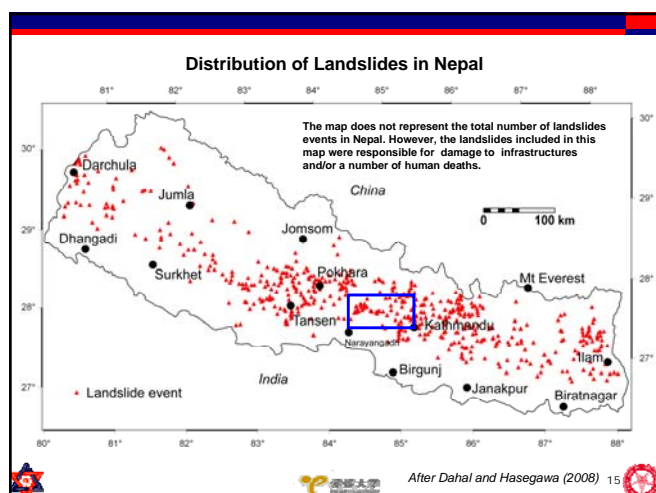 Distribution of Landslides in Nepal
81° 82° 83° 84° 85° 86° 87° 88°
The map does not represent the total number of landslides
events in Nepal. However, the landslides included in this
map were responsible for damage to infrastructures
and/or a number of human deaths.
30°
30°
Darchula
China
Jumla
0 100 km
29°
29°
Jomsom
Dhangadi
Surkhet
Pokhara
Mt Everest
28°
28°
Tansen
Kathmandu
Narayangadh
Ilam
27°
27°
India
Birgunj
Janakpur
Biratnagar
Landslide event
80° 81° 82° 83° 84° 85° 86° 87° 88°
After Dahal and Hasegawa (2008) 15